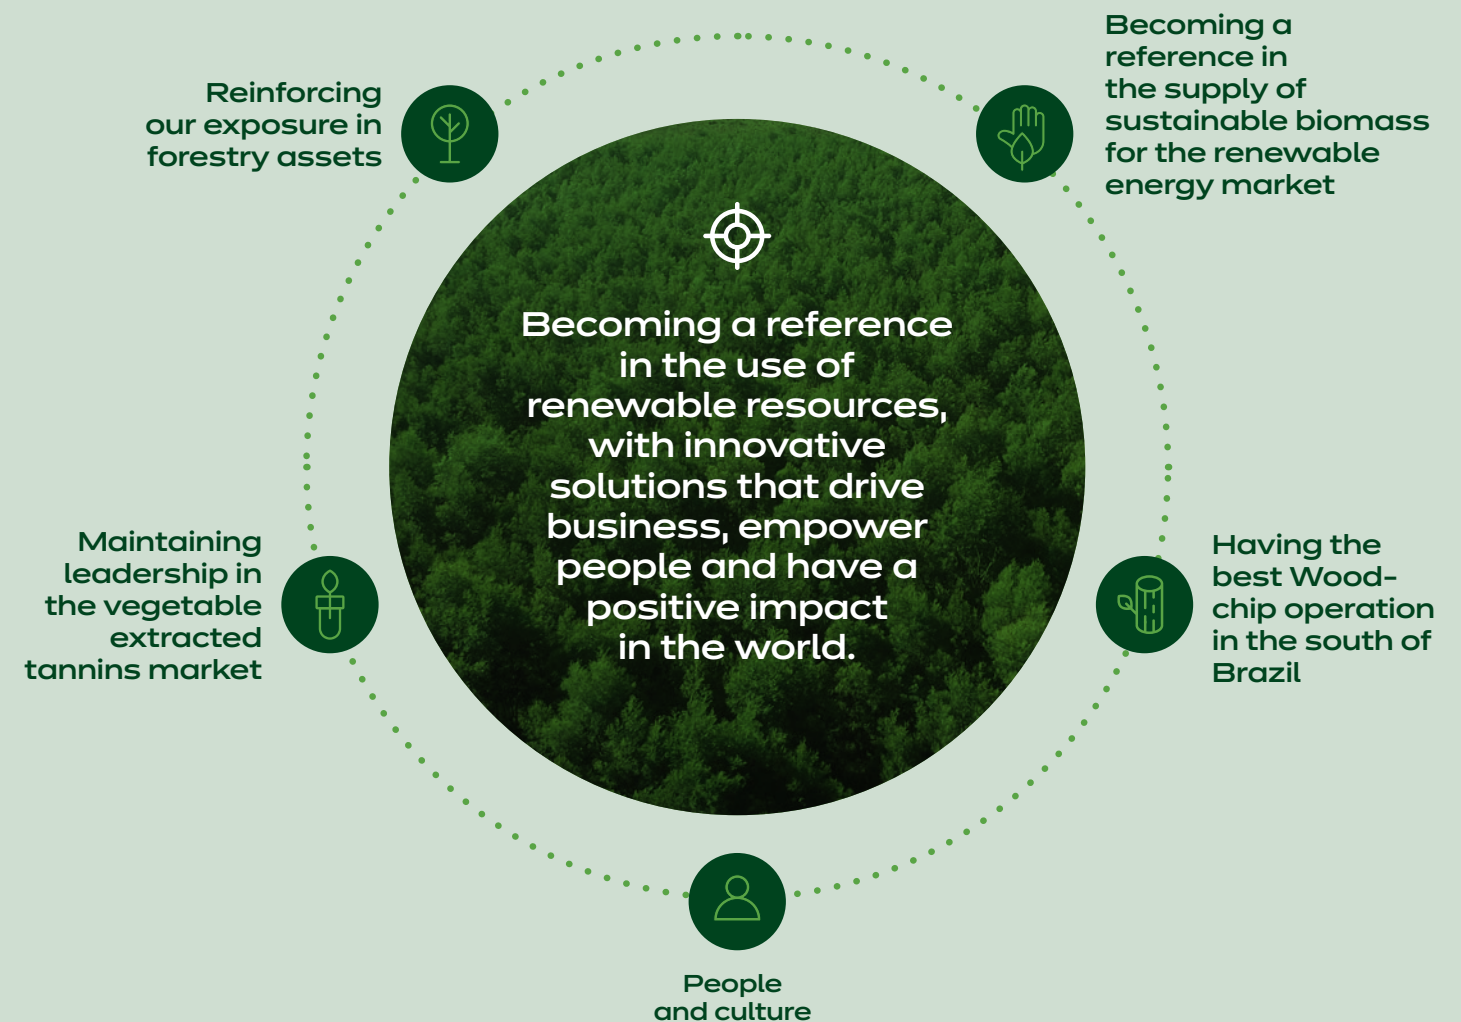 Becoming a
reference in
the supply of
sustainable biomass
for the renewable
energy market
Reinforcing
our exposure in
forestry assets
Becoming a reference
in the use of
renewable resources,
with innovative
solutions that drive
business, empower
people and have a
positive impact
in the world.
Maintaining
leadership in
the vegetable
extracted
tannins market
Having the
best Wood-
chip operation
in the south of
Brazil
People
and culture